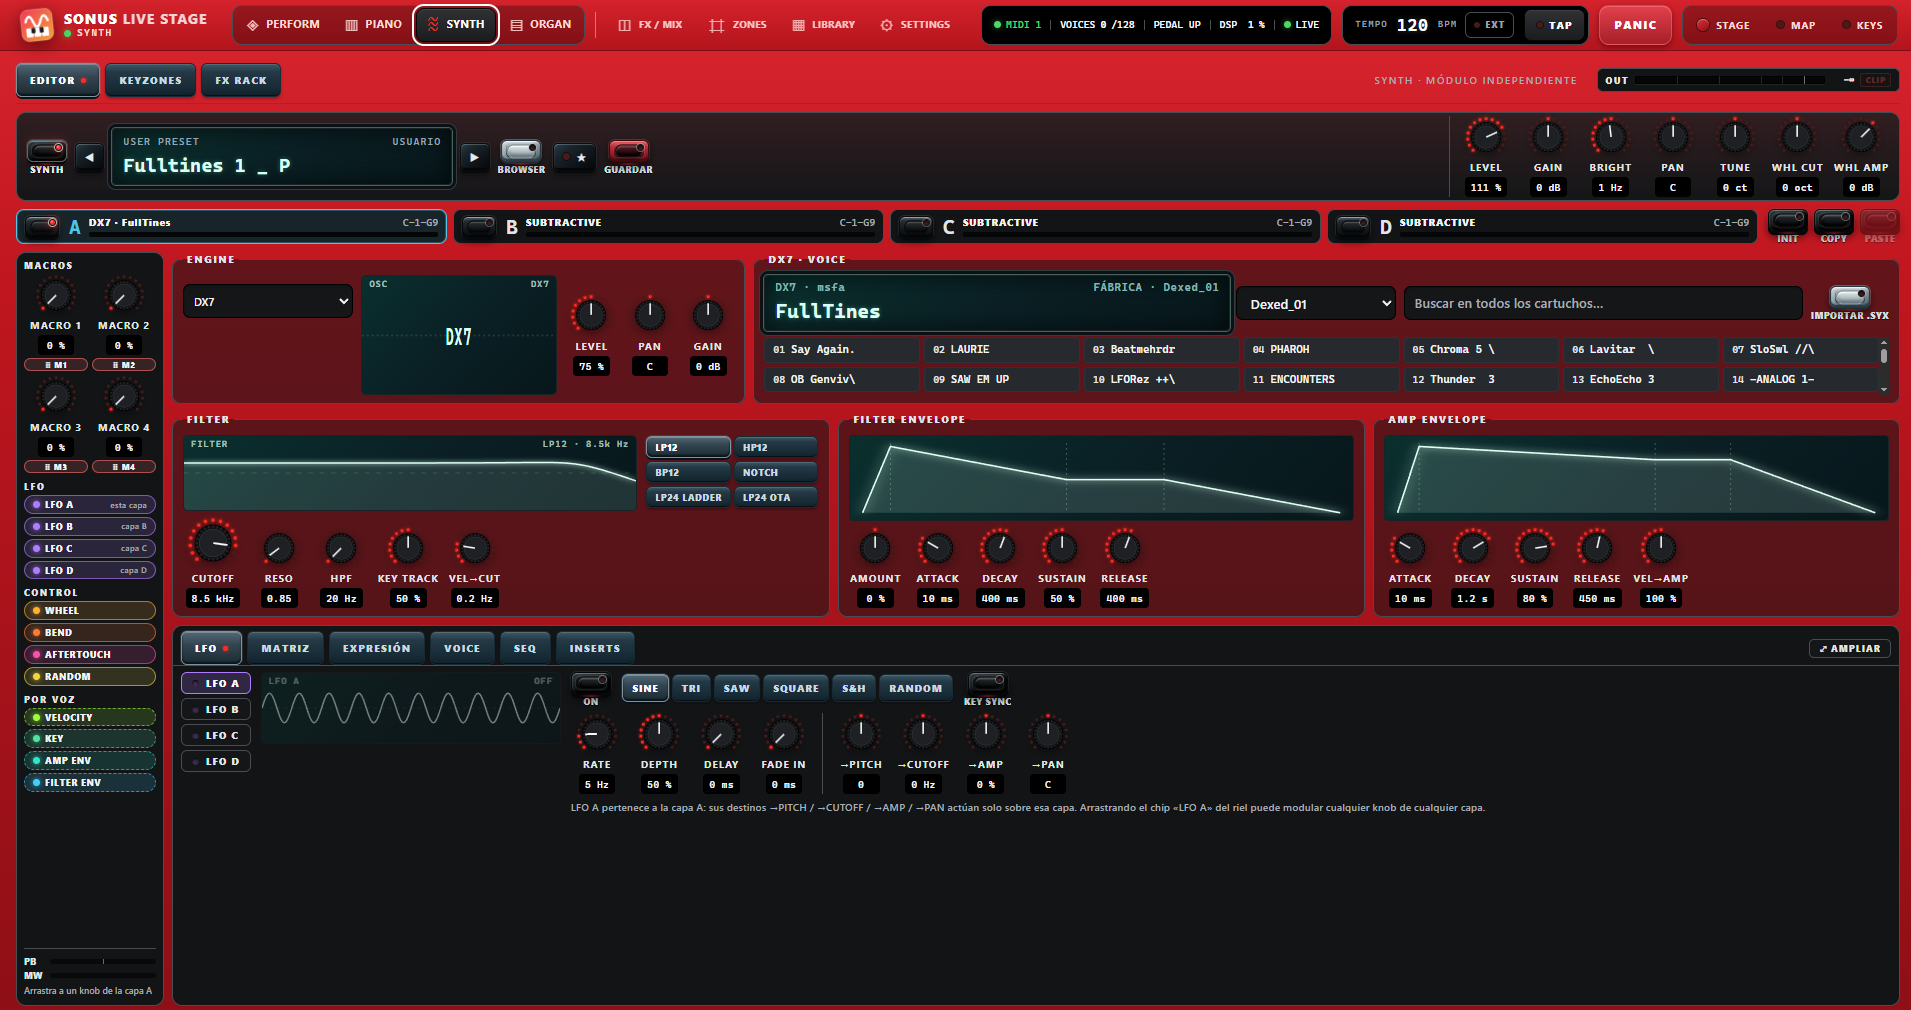 SONUS LIVE STAGE
SYNTH
PERFORM
PIANO
SYNTH
ORGAN
FX / MIX
ZONES
LIBRARY
SETTINGS
MIDI 1
VOICES 0 /128
PEDAL UP
DSP 1 %
LIVE
TEMPO 120 BPM
EXT
TAP
PANIC
STAGE
MAP
KEYS
EDITOR
KEYZONES
FX RACK
SYNTH · MÓDULO INDEPENDIENTE
OUT
CLIP
SYNTH
USER PRESET
USUARIO
Fulltines 1 _ P
BROWSER
★
GUARDAR
LEVEL
GAIN
BRIGHT
PAN
TUNE
WHL CUT
WHL AMP
111 %
0 dB
1 Hz
C
0 ct
0 oct
0 dB
A DX7 · FullTines C-1-G9
B SUBTRACTIVE C-1-G9
C SUBTRACTIVE C-1-G9
D SUBTRACTIVE C-1-G9
INIT
COPY
PASTE
MACROS
MACRO 1
MACRO 2
0 %
0 %
⠿ M1
⠿ M2
MACRO 3
MACRO 4
0 %
0 %
⠿ M3
⠿ M4
LFO
LFO A esta capa
LFO B capa B
LFO C capa C
LFO D capa D
CONTROL
WHEEL
BEND
AFTERTOUCH
RANDOM
POR VOZ
VELOCITY
KEY
AMP ENV
FILTER ENV
PB
MW
Arrastra a un knob de la capa A
ENGINE
DX7
OSC
DX7
DX7
LEVEL
PAN
GAIN
75 %
C
0 dB
DX7 · VOICE
DX7 · msfa
FÁBRICA · Dexed_01
FullTines
Dexed_01
Buscar en todos los cartuchos...
IMPORTAR .SYX
01 Say Again.
02 LAURIE
03 Beatmehrdr
04 PHAROH
05 Chroma 5 \
06 Lavitar \
07 SloSwl //\
08 OB Genviv\
09 SAW EM UP
10 LFORez ++\
11 ENCOUNTERS
12 Thunder 3
13 EchoEcho 3
14 -ANALOG 1-
FILTER
FILTER
LP12 · 8.5k Hz
LP12
HP12
BP12
NOTCH
LP24 LADDER
LP24 OTA
CUTOFF
RESO
HPF
KEY TRACK
VEL→CUT
8.5 kHz
0.85
20 Hz
50 %
0.2 Hz
FILTER ENVELOPE
AMOUNT
ATTACK
DECAY
SUSTAIN
RELEASE
0 %
10 ms
400 ms
50 %
400 ms
AMP ENVELOPE
ATTACK
DECAY
SUSTAIN
RELEASE
VEL→AMP
10 ms
1.2 s
80 %
450 ms
100 %
LFO
MATRIZ
EXPRESIÓN
VOICE
SEQ
INSERTS
⤢ AMPLIAR
LFO A
LFO B
LFO C
LFO D
LFO A
OFF
ON
SINE
TRI
SAW
SQUARE
S&H
RANDOM
KEY SYNC
RATE
DEPTH
DELAY
FADE IN
→PITCH
→CUTOFF
→AMP
→PAN
5 Hz
50 %
0 ms
0 ms
0
0 Hz
0 %
C
LFO A pertenece a la capa A: sus destinos →PITCH / →CUTOFF / →AMP / →PAN actúan solo sobre esa capa. Arrastrando el chip «LFO A» del riel puede modular cualquier knob de cualquier capa.